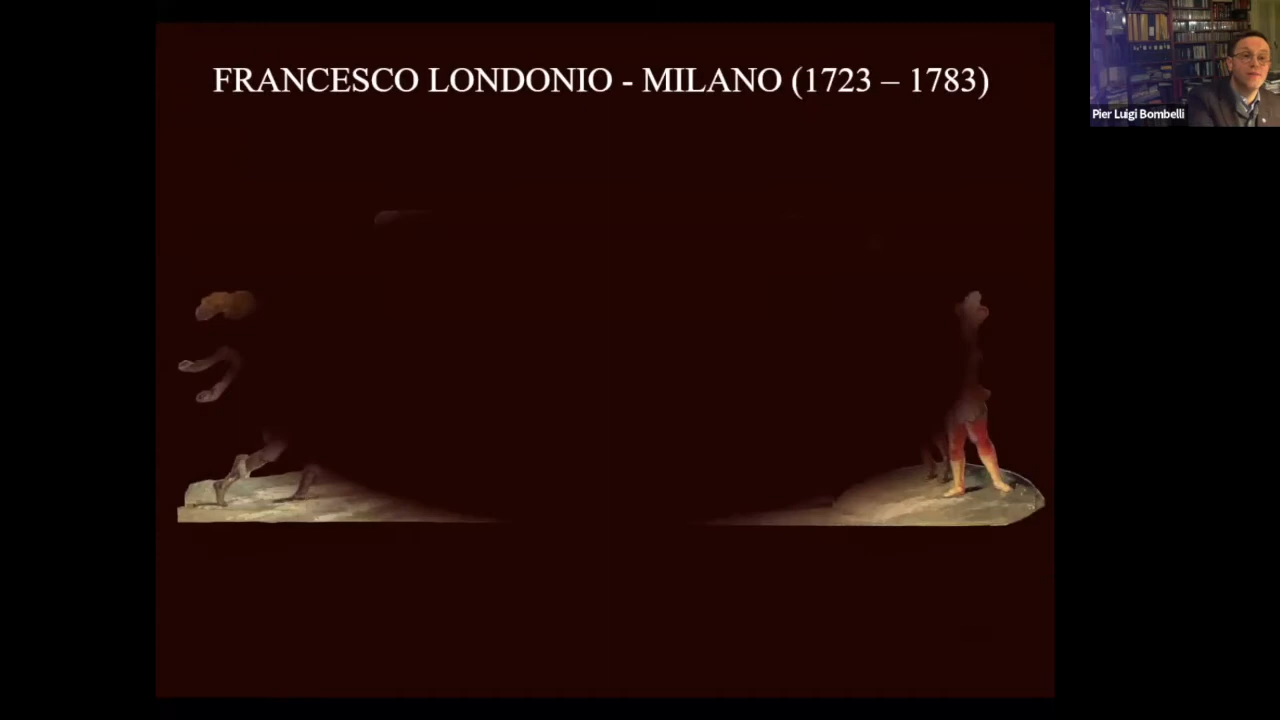 FRANCESCO LONDONIO - MILANO (1723 – 1783)
Pier Luigi Bombelli